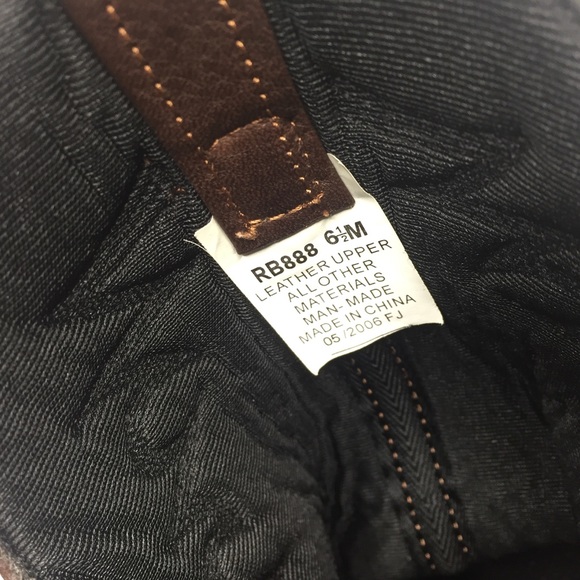 RB888 6½M
LEATHER UPPER
ALL OTHER
MATERIALS
MAN-MADE
MADE IN CHINA
05/2006 FJ